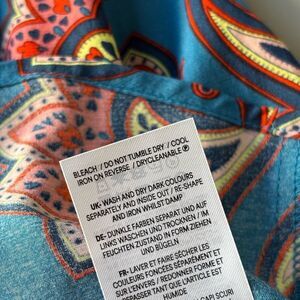 BLEACH / DO NOT TUMBLE DRY / COOL
IRON ON REVERSE / DRYCLEANABLE Ⓟ
UK- WASH AND DRY DARK COLOURS
SEPARATELY AND INSIDE OUT / RE-SHAPE
AND IRON WHILST DAMP
DE- DUNKLE FARBEN SEPARAT UND AUF
LINKS WASCHEN UND TROCKNEN / IM
FEUCHTEN ZUSTAND IN FORM ZIEHEN
UND BÜGELN
FR- LAVER ET FAIRE SÉCHER LES
COULEURS FONCÉES SÉPARÉMENT ET
SUR L'ENVERS / REDONNER FORME ET
REPASSER TANT QUE L'ARTICLE EST
HUMIDE
CAPI SCURI